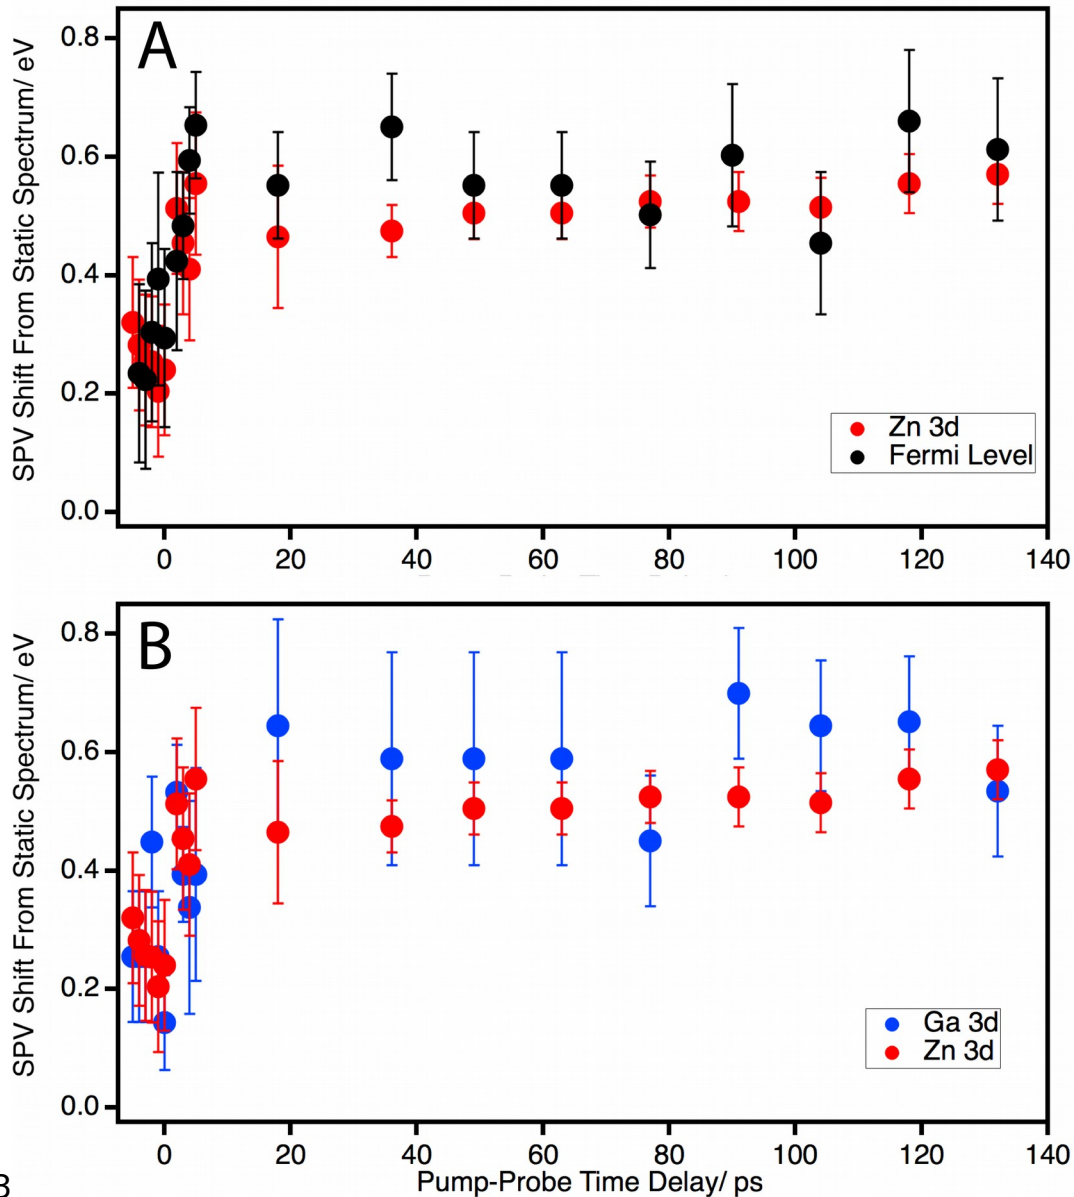 A
SPV Shift From Static Spectrum/ eV
0.8
0.6
0.4
0.2
0.0
Zn 3d
Fermi Level
0 20 40 60 80 100 120 140
B
SPV Shift From Static Spectrum/ eV
0.8
0.6
0.4
0.2
0.0
Ga 3d
Zn 3d
0 20 40 60 80 100 120 140
Pump-Probe Time Delay/ ps